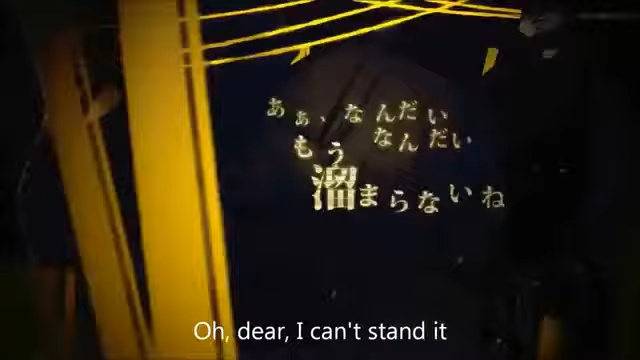 あぁ、なんだい
なんだい
もう
溜まらないね
Oh, dear, I can't stand it